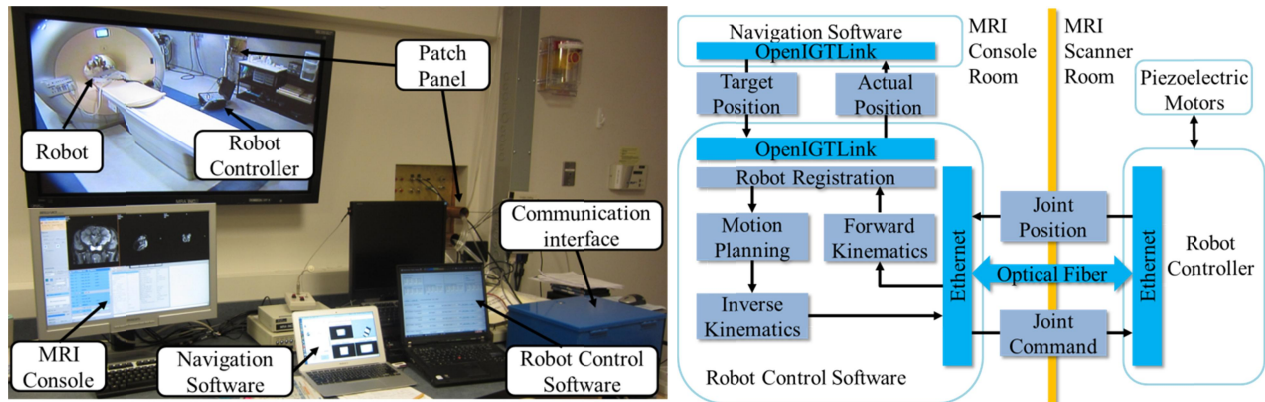 Patch
Panel
Robot
Robot
Controller
Communication
interface
MRI
Console
Navigation
Software
Robot Control
Software
Navigation Software
OpenIGTLink
Target
Position
Actual
Position
MRI
Console
Room
MRI
Scanner
Room
Piezoelectric
Motors
OpenIGTLink
Robot Registration
Motion
Planning
Forward
Kinematics
Inverse
Kinematics
Ethernet
Joint
Position
Optical Fiber
Joint
Command
Ethernet
Robot
Controller
Robot Control Software